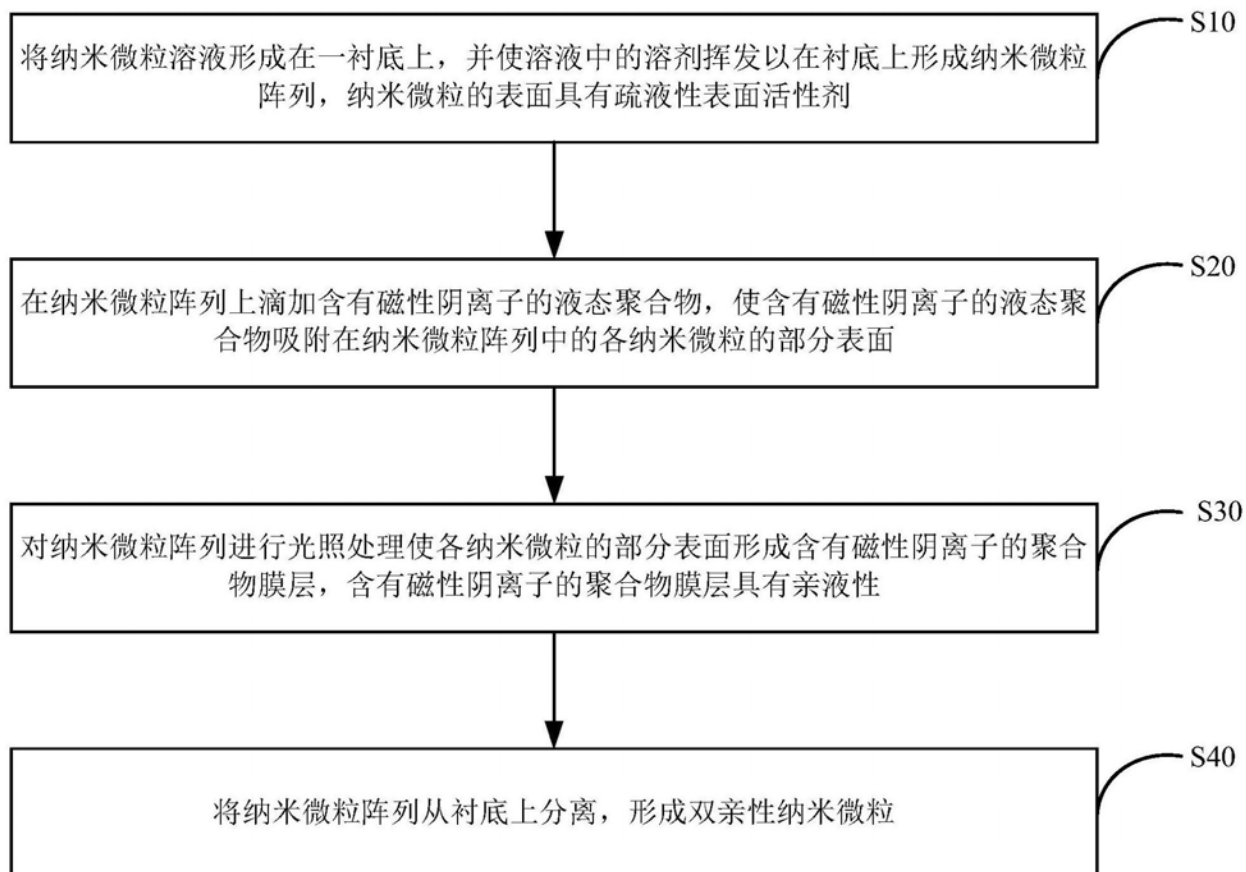 S10
将纳米微粒溶液形成在一衬底上，并使溶液中的溶剂挥发以在衬底上形成纳米微粒
阵列，纳米微粒的表面具有疏液性表面活性剂
S20
在纳米微粒阵列上滴加含有磁性阴离子的液态聚合物，使含有磁性阴离子的液态聚
合物吸附在纳米微粒阵列中的各纳米微粒的部分表面
S30
对纳米微粒阵列进行光照处理使各纳米微粒的部分表面形成含有磁性阴离子的聚合
物膜层，含有磁性阴离子的聚合物膜层具有亲液性
S40
将纳米微粒阵列从衬底上分离，形成双亲性纳米微粒